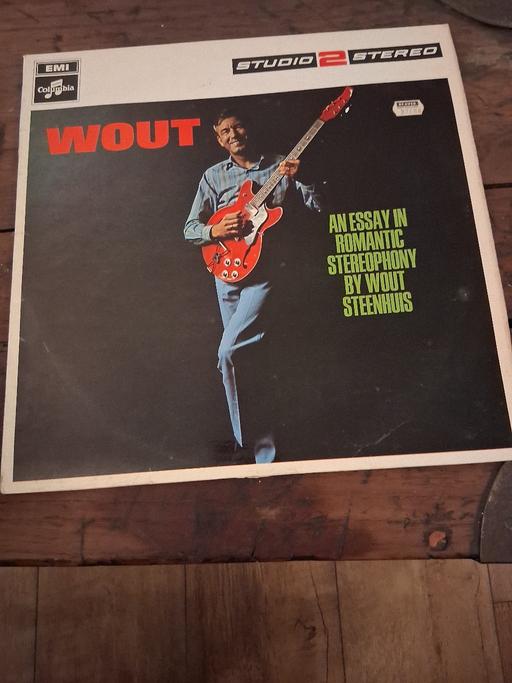 EMI
Columbia
STUDIO 2 STEREO
WOUT
AN ESSAY IN
ROMANTIC
STEREOPHONY
BY WOUT
STEENHUIS